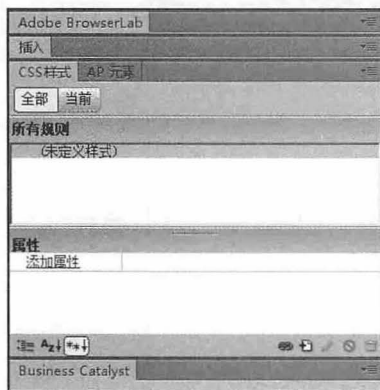 Adobe BrowserLab
插入
CSS样式 AP 元素
全部 当前
所有规则
(未定义样式)
属性
添加属性
Az↓ **↓
Business Catalyst